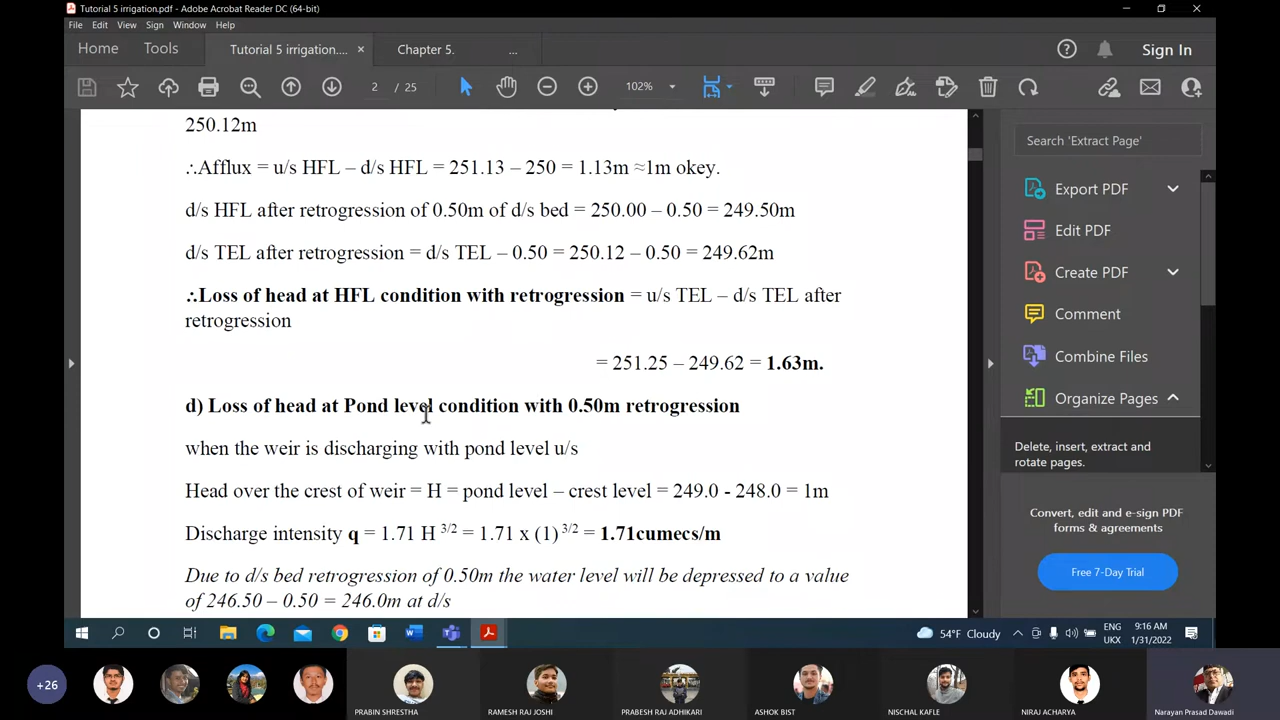 Tutorial 5 irrigation.pdf - Adobe Acrobat Reader DC (64-bit)
File Edit View Sign Window Help
Home Tools Tutorial 5 irrigation.... × Chapter 5. ... Sign In
2 / 25 102%
250.12m
∴Afflux = u/s HFL – d/s HFL = 251.13 – 250 = 1.13m ≈1m okey.
d/s HFL after retrogression of 0.50m of d/s bed = 250.00 – 0.50 = 249.50m
d/s TEL after retrogression = d/s TEL – 0.50 = 250.12 – 0.50 = 249.62m
∴Loss of head at HFL condition with retrogression = u/s TEL – d/s TEL after
retrogression
= 251.25 – 249.62 = 1.63m.
d) Loss of head at Pond level condition with 0.50m retrogression
when the weir is discharging with pond level u/s
Head over the crest of weir = H = pond level – crest level = 249.0 - 248.0 = 1m
Discharge intensity q = 1.71 H 3/2 = 1.71 x (1) 3/2 = 1.71cumecs/m
Due to d/s bed retrogression of 0.50m the water level will be depressed to a value
of 246.50 – 0.50 = 246.0m at d/s
Search 'Extract Page'
Export PDF
Edit PDF
Create PDF
Comment
Combine Files
Organize Pages
Delete, insert, extract and
rotate pages.
Convert, edit and e-sign PDF
forms & agreements
Free 7-Day Trial
54°F Cloudy
ENG
UKX
9:16 AM
1/31/2022
+26
PRABIN SHRESTHA
RAMESH RAJ JOSHI
PRABESH RAJ ADHIKARI
ASHOK BIST
NISCHAL KAFLE
NIRAJ ACHARYA
Narayan Prasad Dawadi